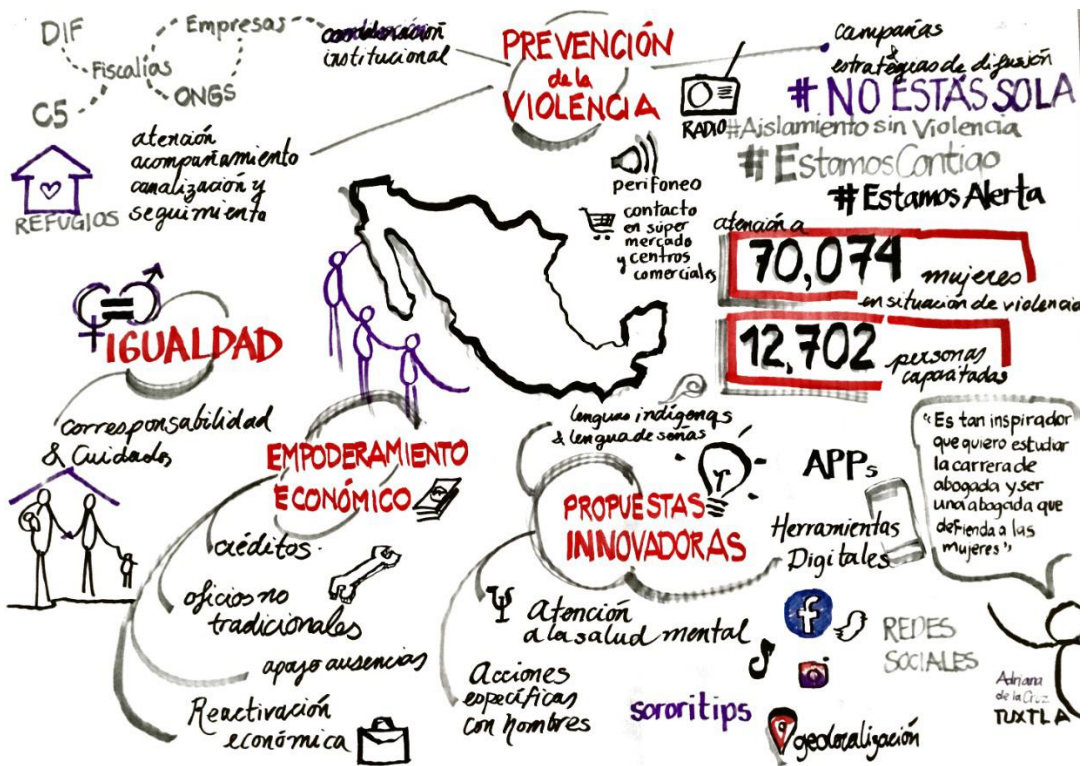 DIF
Empresas
Fiscalías
ONGS
C5
institucional
atención
acompañamiento
canalización y
seguimiento
REFUGIOS
PREVENCIÓN
de la
VIOLENCIA
campañas
&
estrategias de difusión
#NO ESTÁS SOLA
RADIO
#Aislamiento sin Violencia
#EstamosContigo
#EstamosAlerta
perifoneo
contacto
en súper
mercado
y centros
comerciales
atención a
70,074 mujeres
en situación de violencia
12,702 personas
capacitadas
IGUALDAD
corresponsabilidad
& Cuidados
EMPODERAMIENTO
ECONÓMICO
créditos
oficios no
tradicionales
apoyo ausencias
Reactivación
económica
lenguas indígenas
& lengua de señas
PROPUESTAS
INNOVADORAS
Atención
a la salud mental
Acciones
específicas
con hombres
APPs
Herramientas
Digitales
REDES
SOCIALES
sororitips
geolocalización
"Es tan inspirador
que quiero estudiar
la carrera de
abogada y ser
una abogada que
defienda a las
mujeres"
Adriana
de la Cruz
TUXTLA